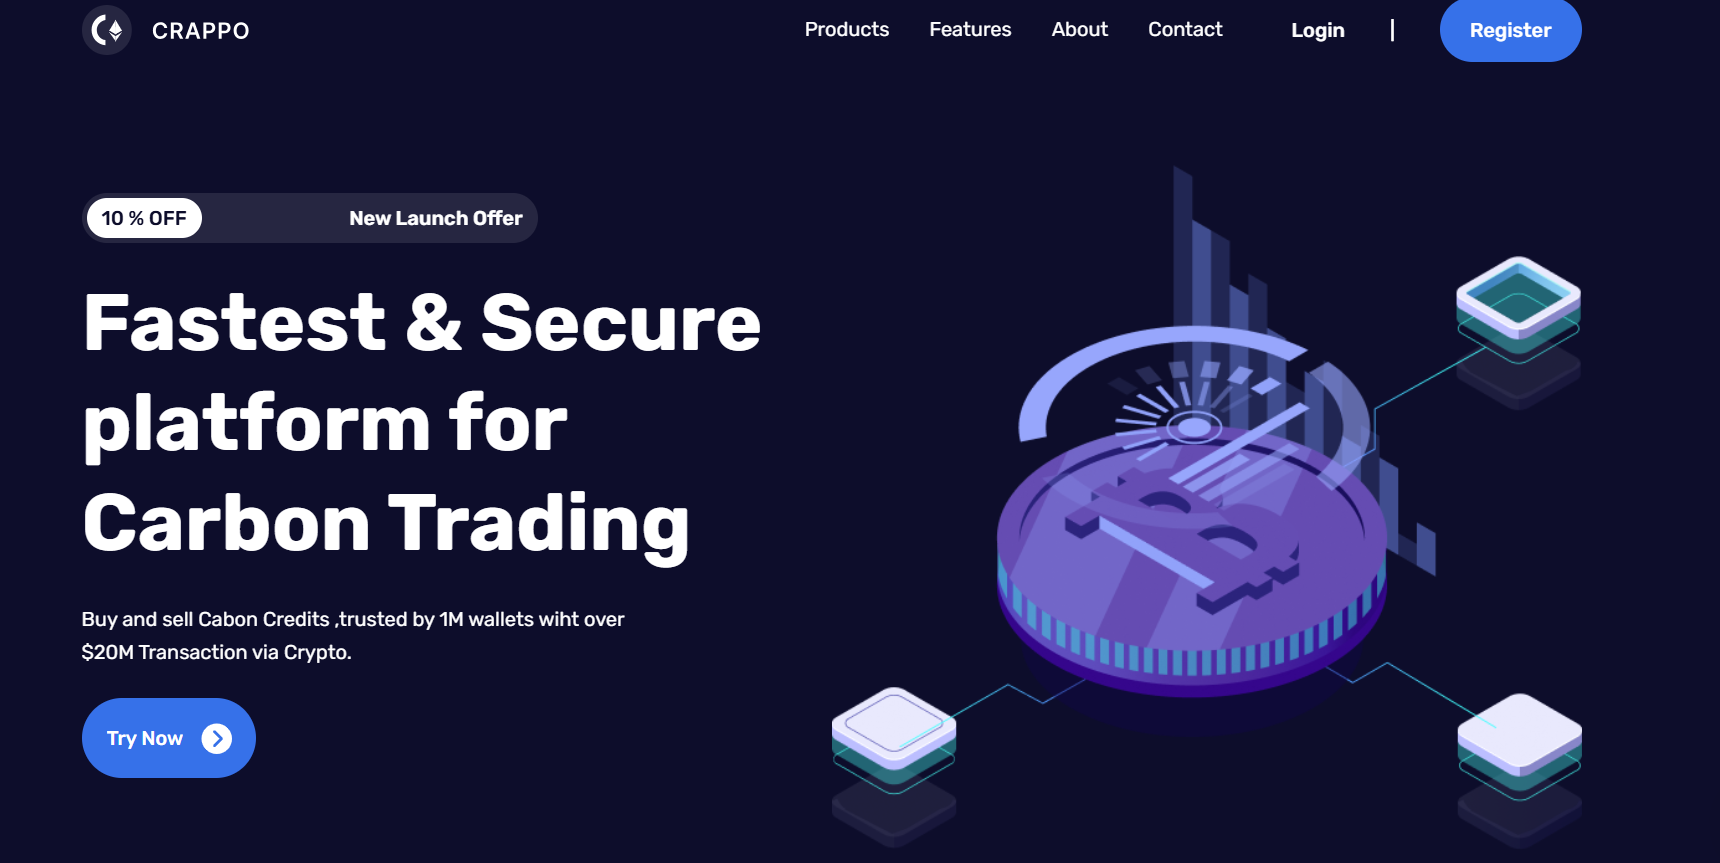 CRAPPO
Products Features About Contact Login | Register
10 % OFF New Launch Offer
Fastest & Secure
platform for
Carbon Trading
Buy and sell Cabon Credits ,trusted by 1M wallets wiht over
$20M Transaction via Crypto.
Try Now